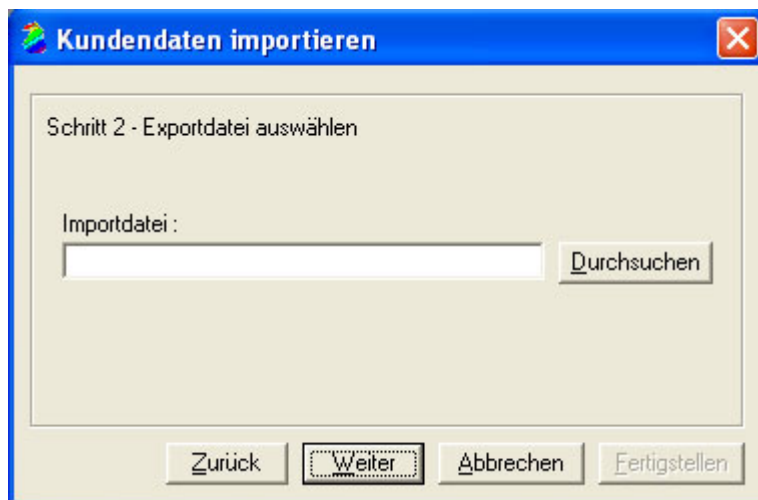 Kundendaten importieren
Schritt 2 - Exportdatei auswählen
Importdatei :
Durchsuchen
Zurück Weiter Abbrechen Fertigstellen